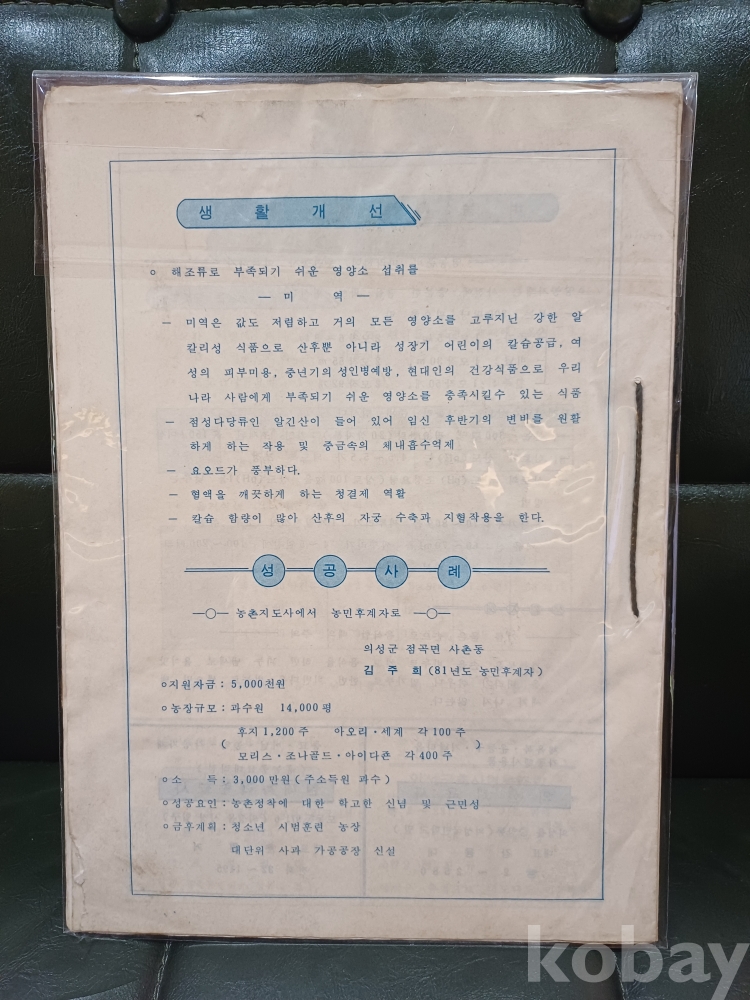 생 활 개 선
○ 해조류로 부족되기 쉬운 영양소 섭취를
— 미 역 —
— 미역은 값도 저렴하고 거의 모든 영양소를 고루지닌 강한 알
칼리성 식품으로 산후뿐 아니라 성장기 어린이의 칼슘공급, 여
성의 피부미용, 중년기의 성인병예방, 현대인의 건강식품으로 우리
나라 사람에게 부족되기 쉬운 영양소를 충족시킬수 있는 식품
— 점성다당류인 알긴산이 들어 있어 임신 후반기의 변비를 원활
하게 하는 작용 및 중금속의 체내흡수억제
— 요오드가 풍부하다.
— 혈액을 깨끗하게 하는 청결제 역활
— 칼슘 함량이 많아 산후의 자궁 수축과 지혈작용을 한다.
성 공 사 례
—○— 농촌지도사에서 농민후계자로 —○—
의성군 점곡면 사촌동
김 주 희 (81년도 농민후계자)
○지원자금 : 5,000천원
○농장규모 : 과수원 14,000평
( 후지 1,200주 아오리·세계 각 100주
모리스·조나골드·아이다존 각 400주 )
○소 득 : 3,000만원 (주소득원 과수)
○성공요인 : 농촌정착에 대한 확고한 신념 및 근면성
○금후계획 : 청소년 시범훈련 농장
대단위 사과 가공공장 신설
kobay